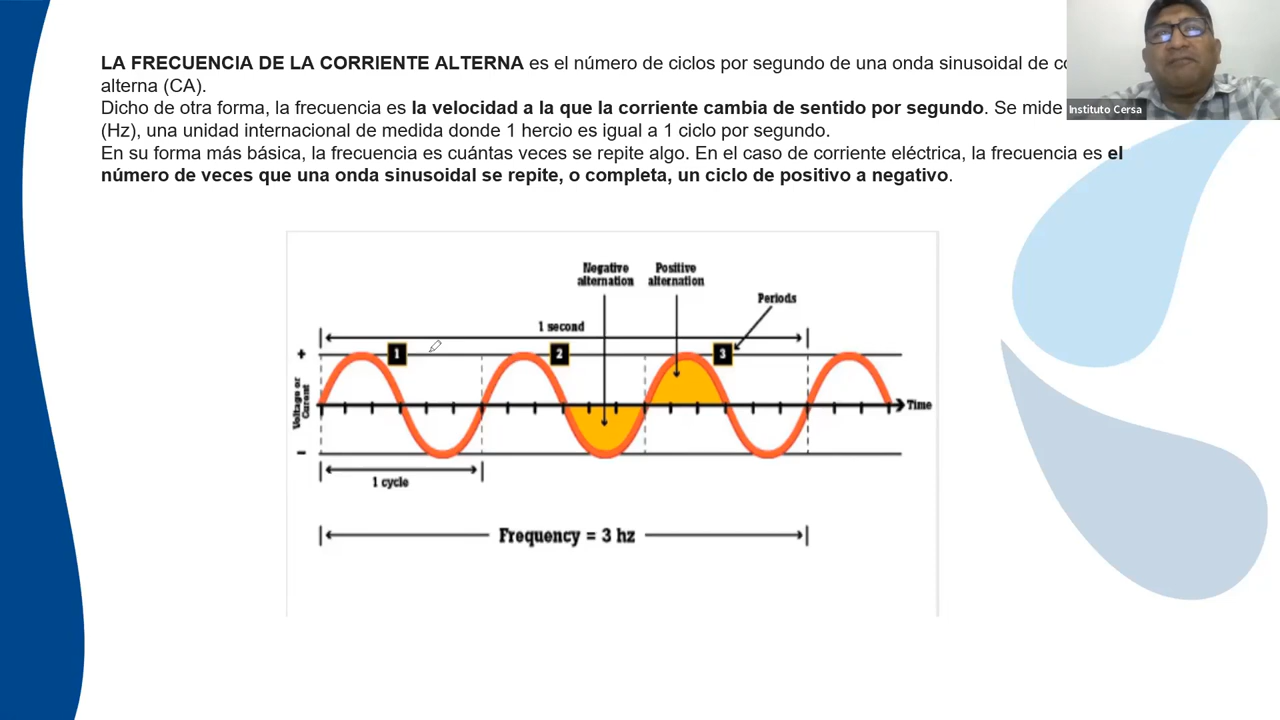 LA FRECUENCIA DE LA CORRIENTE ALTERNA es el número de ciclos por segundo de una onda sinusoidal de
alterna (CA).
Dicho de otra forma, la frecuencia es la velocidad a la que la corriente cambia de sentido por segundo. Se mide
(Hz), una unidad internacional de medida donde 1 hercio es igual a 1 ciclo por segundo.
En su forma más básica, la frecuencia es cuántas veces se repite algo. En el caso de corriente eléctrica, la frecuencia es el
número de veces que una onda sinusoidal se repite, o completa, un ciclo de positivo a negativo.
Instituto Cersa
Negative
alternation
Positive
alternation
Periods
1 second
+
1
2
3
Voltage or
Curent
Time
−
1 cycle
Frequency = 3 hz